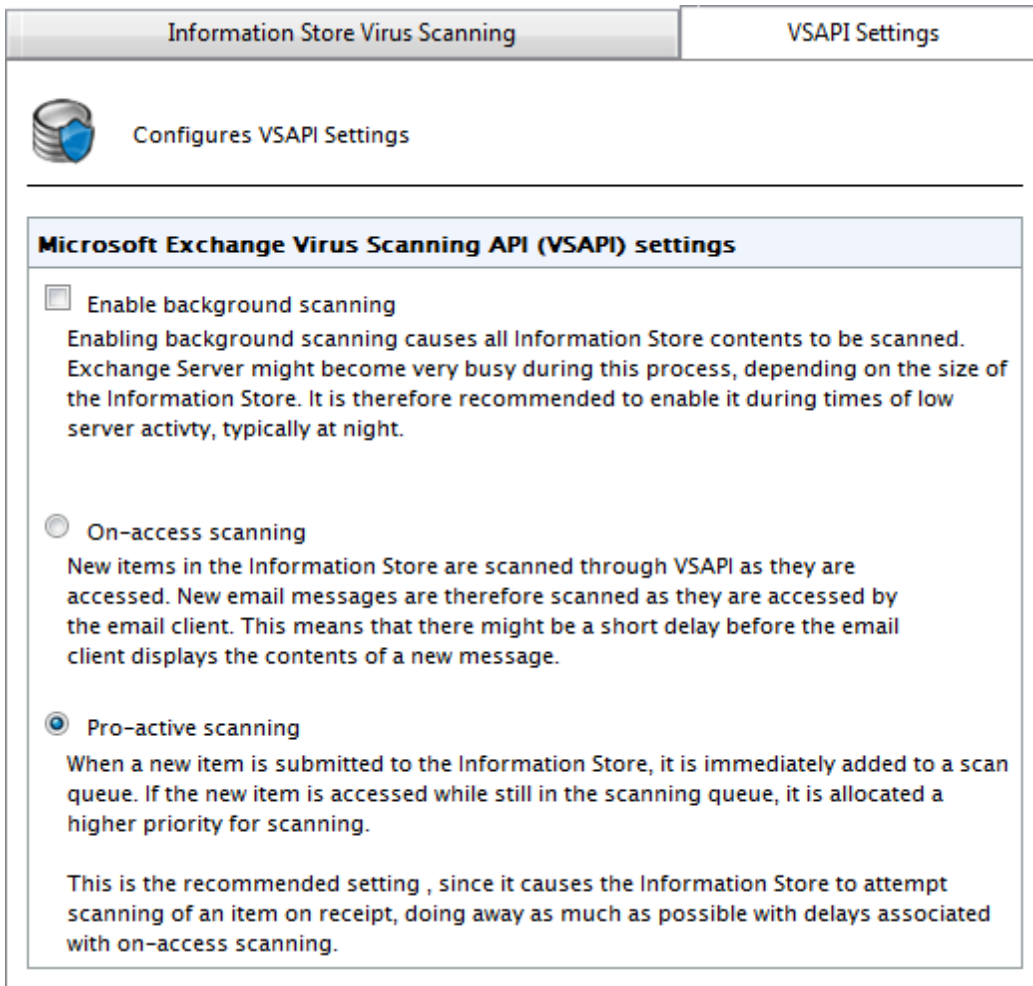 Information Store Virus Scanning
VSAPI Settings
Configures VSAPI Settings
Microsoft Exchange Virus Scanning API (VSAPI) settings
Enable background scanning
Enabling background scanning causes all Information Store contents to be scanned.
Exchange Server might become very busy during this process, depending on the size of
the Information Store. It is therefore recommended to enable it during times of low
server activty, typically at night.
On-access scanning
New items in the Information Store are scanned through VSAPI as they are
accessed. New email messages are therefore scanned as they are accessed by
the email client. This means that there might be a short delay before the email
client displays the contents of a new message.
Pro-active scanning
When a new item is submitted to the Information Store, it is immediately added to a scan
queue. If the new item is accessed while still in the scanning queue, it is allocated a
higher priority for scanning.
This is the recommended setting , since it causes the Information Store to attempt
scanning of an item on receipt, doing away as much as possible with delays associated
with on-access scanning.